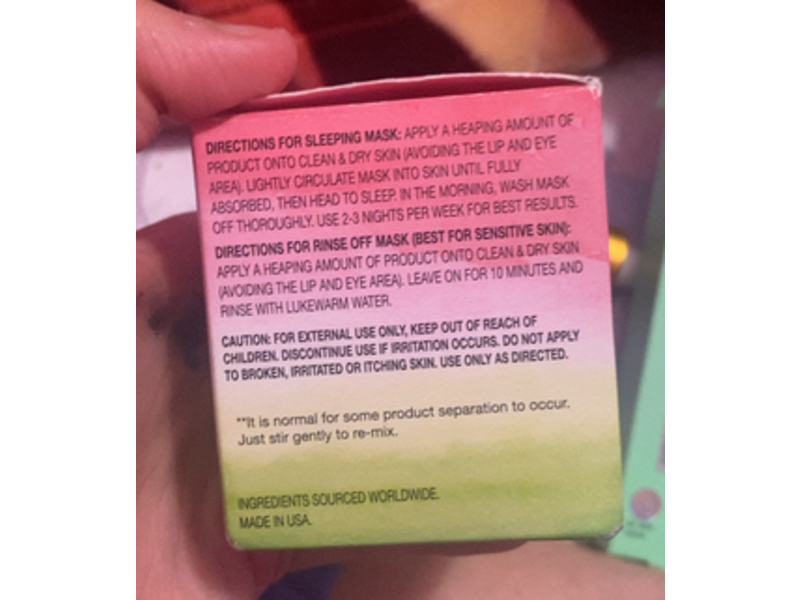 DIRECTIONS FOR SLEEPING MASK: APPLY A HEAPING AMOUNT OF
PRODUCT ONTO CLEAN & DRY SKIN (AVOIDING THE LIP AND EYE
AREA). LIGHTLY CIRCULATE MASK INTO SKIN UNTIL FULLY
ABSORBED, THEN HEAD TO SLEEP. IN THE MORNING, WASH MASK
OFF THOROUGHLY. USE 2-3 NIGHTS PER WEEK FOR BEST RESULTS.
DIRECTIONS FOR RINSE OFF MASK (BEST FOR SENSITIVE SKIN):
APPLY A HEAPING AMOUNT OF PRODUCT ONTO CLEAN & DRY SKIN
(AVOIDING THE LIP AND EYE AREA). LEAVE ON FOR 10 MINUTES AND
RINSE WITH LUKEWARM WATER.
CAUTION: FOR EXTERNAL USE ONLY, KEEP OUT OF REACH OF
CHILDREN. DISCONTINUE USE IF IRRITATION OCCURS. DO NOT APPLY
TO BROKEN, IRRITATED OR ITCHING SKIN. USE ONLY AS DIRECTED.
**It is normal for some product separation to occur.
Just stir gently to re-mix.
INGREDIENTS SOURCED WORLDWIDE.
MADE IN USA.